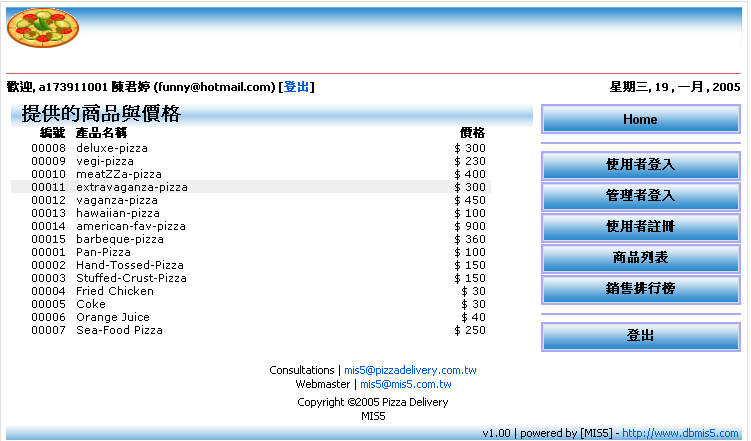 歡迎, a173911001 陳君婷 (funny@hotmail.com) [登出]
星期三, 19 , 一月 , 2005
提供的商品與價格
編號 產品名稱 價格
00008 deluxe-pizza $ 300
00009 vegi-pizza $ 230
00010 meatZZa-pizza $ 400
00011 extravaganza-pizza $ 300
00012 vaganza-pizza $ 450
00013 hawaiian-pizza $ 100
00014 american-fav-pizza $ 900
00015 barbeque-pizza $ 360
00001 Pan-Pizza $ 100
00002 Hand-Tossed-Pizza $ 150
00003 Stuffed-Crust-Pizza $ 150
00004 Fried Chicken $ 30
00005 Coke $ 30
00006 Orange Juice $ 40
00007 Sea-Food Pizza $ 250
Home
使用者登入
管理者登入
使用者註冊
商品列表
銷售排行榜
登出
Consultations | mis5@pizzadelivery.com.tw
Webmaster | mis5@mis5.com.tw
Copyright ©2005 Pizza Delivery
MIS5
v1.00 | powered by [MIS5] - http://www.dbmis5.com